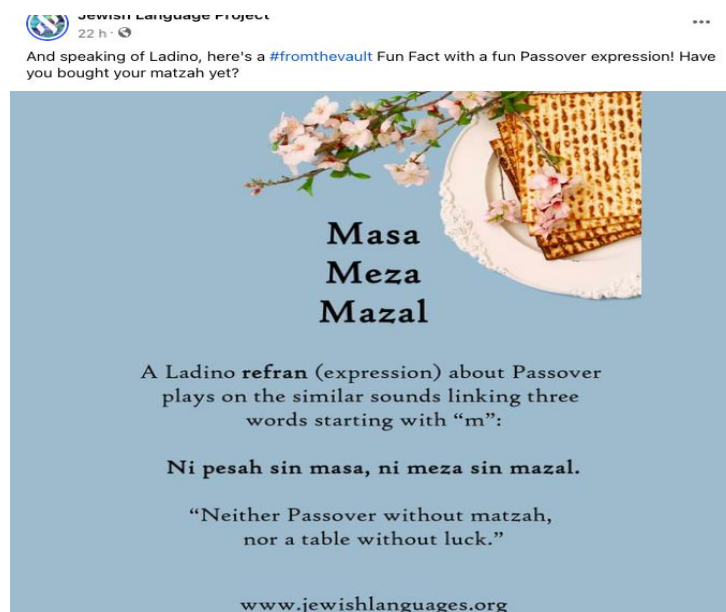 Jewish Language Project
22 h ·
And speaking of Ladino, here's a #fromthevault Fun Fact with a fun Passover expression! Have
you bought your matzah yet?
Masa
Meza
Mazal
A Ladino refran (expression) about Passover
plays on the similar sounds linking three
words starting with “m”:
Ni pesah sin masa, ni meza sin mazal.
“Neither Passover without matzah,
nor a table without luck.”
www.jewishlanguages.org